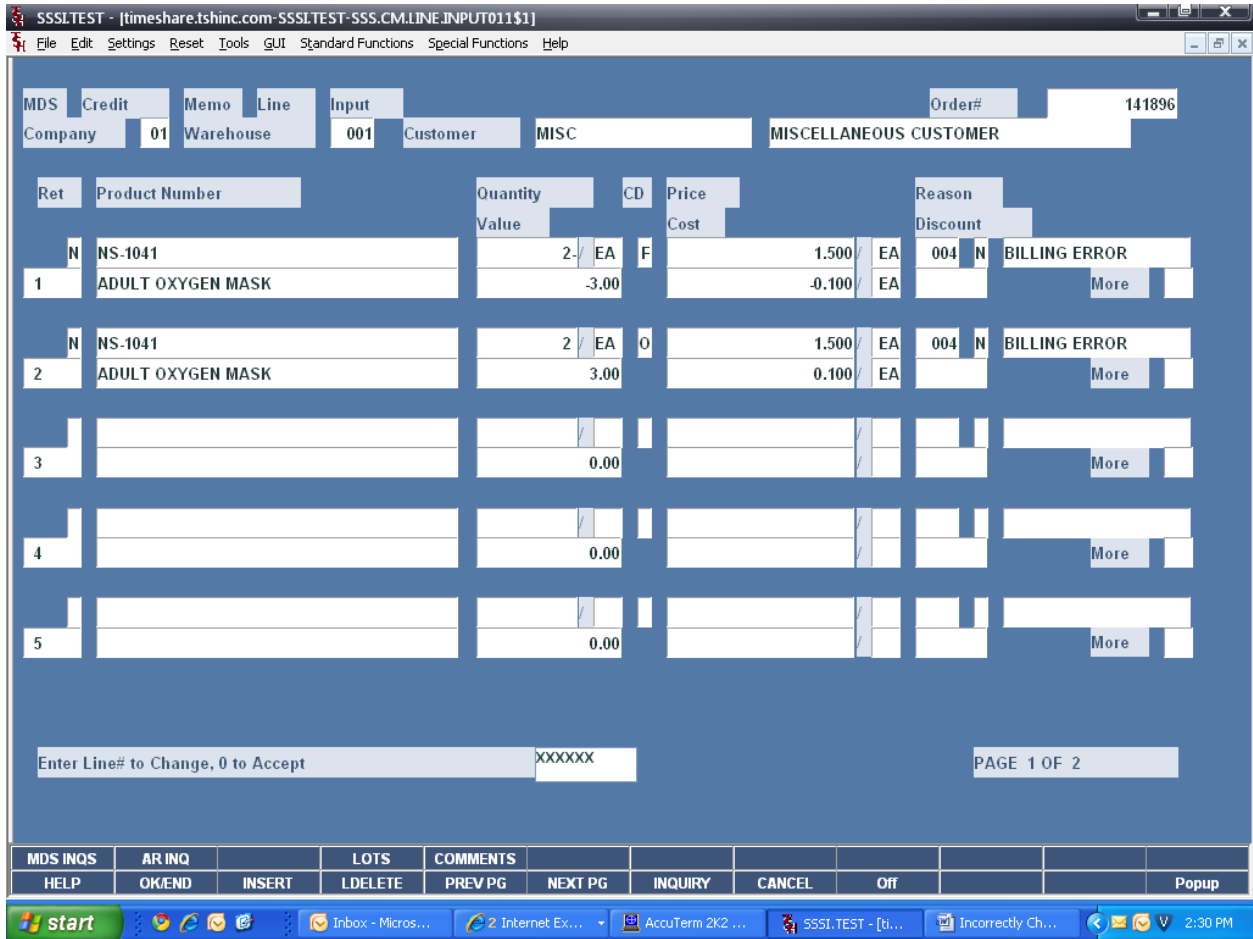 SSSI.TEST - [timeshare.tshinc.com-SSSI.TEST-SSS.CM.LINE.INPUT011$1]
File Edit Settings Reset Tools GUI Standard Functions Special Functions Help
MDS Credit Memo Line Input Order# 141896
Company 01 Warehouse 001 Customer MISC MISCELLANEOUS CUSTOMER
Ret Product Number Quantity CD Price Reason
Value Cost Discount
N NS-1041 2-/ EA F 1.500/ EA 004 N BILLING ERROR
1 ADULT OXYGEN MASK -3.00 -0.100/ EA More
N NS-1041 2 / EA O 1.500/ EA 004 N BILLING ERROR
2 ADULT OXYGEN MASK 3.00 0.100/ EA More
/ /
3 0.00 / More
/ /
4 0.00 / More
/ /
5 0.00 / More
Enter Line# to Change, 0 to Accept XXXXXX PAGE 1 OF 2
MDS INQS AR INQ LOTS COMMENTS
HELP OK/END INSERT LDELETE PREV PG NEXT PG INQUIRY CANCEL Off Popup
start Inbox - Micros... 2 Internet Ex... AccuTerm 2K2 ... SSSI.TEST - [ti... Incorrectly Ch... V 2:30 PM